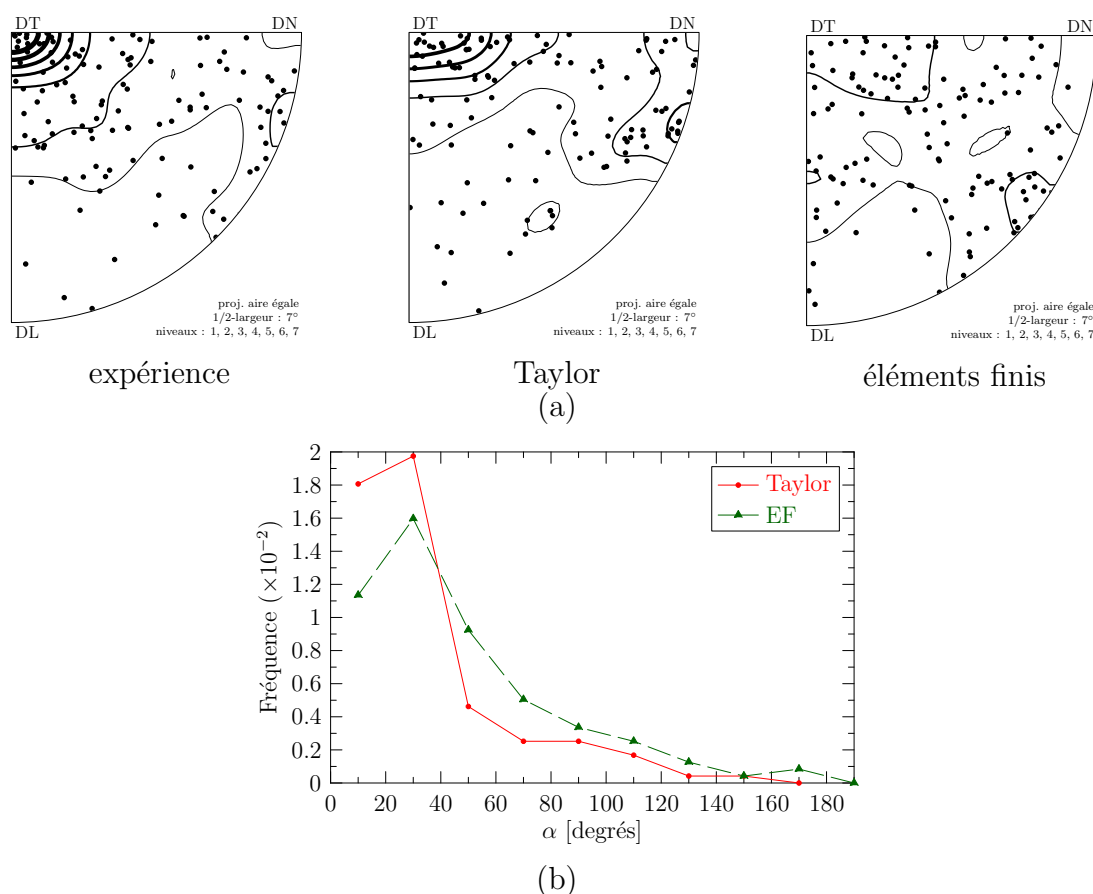 DT DN
DL
proj. aire égale
1/2-largeur : 7°
niveaux : 1, 2, 3, 4, 5, 6, 7
expérience
DT DN
DL
proj. aire égale
1/2-largeur : 7°
niveaux : 1, 2, 3, 4, 5, 6, 7
Taylor
DT DN
DL
proj. aire égale
1/2-largeur : 7°
niveaux : 1, 2, 3, 4, 5, 6, 7
éléments finis
(a)
Fréquence (×10⁻²)
2
1.8
1.6
1.4
1.2
1
0.8
0.6
0.4
0.2
0
Taylor
EF
0 20 40 60 80 100 120 140 160 180
α [degrés]
(b)